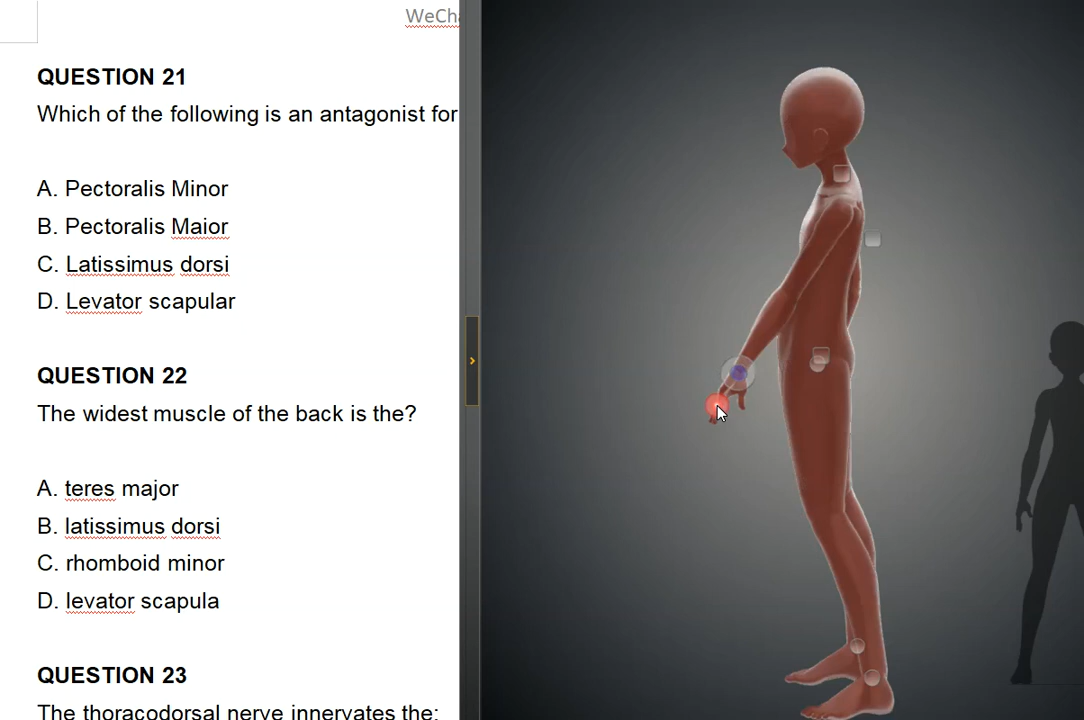 WeCha
QUESTION 21
Which of the following is an antagonist for
A. Pectoralis Minor
B. Pectoralis Maior
C. Latissimus dorsi
D. Levator scapular
QUESTION 22
The widest muscle of the back is the?
A. teres major
B. latissimus dorsi
C. rhomboid minor
D. levator scapula
QUESTION 23
The thoracodorsal nerve innervates the: